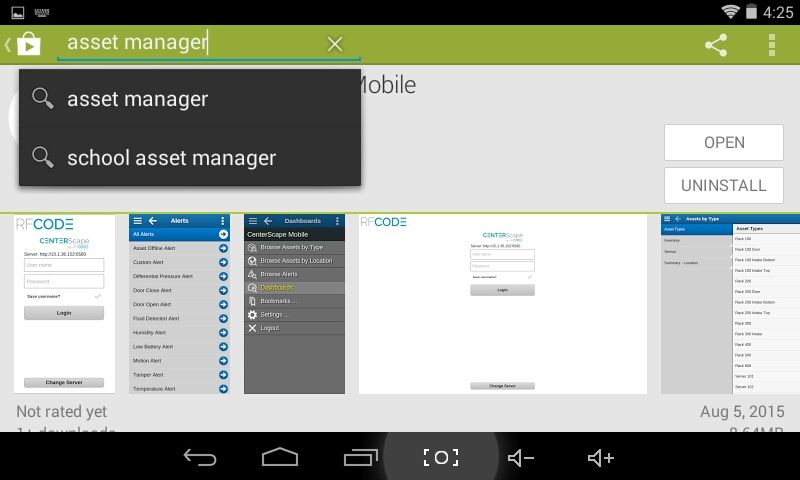 4:25
asset manager
asset manager
school asset manager
Mobile
OPEN
UNINSTALL
RFCODE
CENTERScape
by RFCODE
Server: http://10.1.36.102:6580
User name
Password
Save username?
Login
Change Server
Alerts
All Alerts
Asset Offline Alert
Custom Alert
Differential Pressure Alert
Door Close Alert
Door Open Alert
Fluid Detected Alert
Humidity Alert
Low Battery Alert
Motion Alert
Tamper Alert
Temperature Alert
Dashboards
CenterScape Mobile
Browse Assets by Type
Browse Assets by Location
Browse Alerts
Dashboards
Bookmarks ...
Settings ...
Logout
RFCODE
CENTERScape
by RFCODE
Server: http://10.1.36.102:6580
User name
Password
Save username?
Login
Change Server
Assets by Type
Asset Types
Inventory
Sensor
Summary - Location
Asset Types
Rack 100
Rack 100 Door
Rack 100 Intake Bottom
Rack 100 Intake Top
Rack 200
Rack 200 Door
Rack 200 Intake Bottom
Rack 200 Intake Top
Rack 300
Rack 300 Intake
Rack 400
Rack 500
Rack 600
Server 101
Server 102
Not rated yet
Aug 5, 2015
1+ downloads
8.64MB